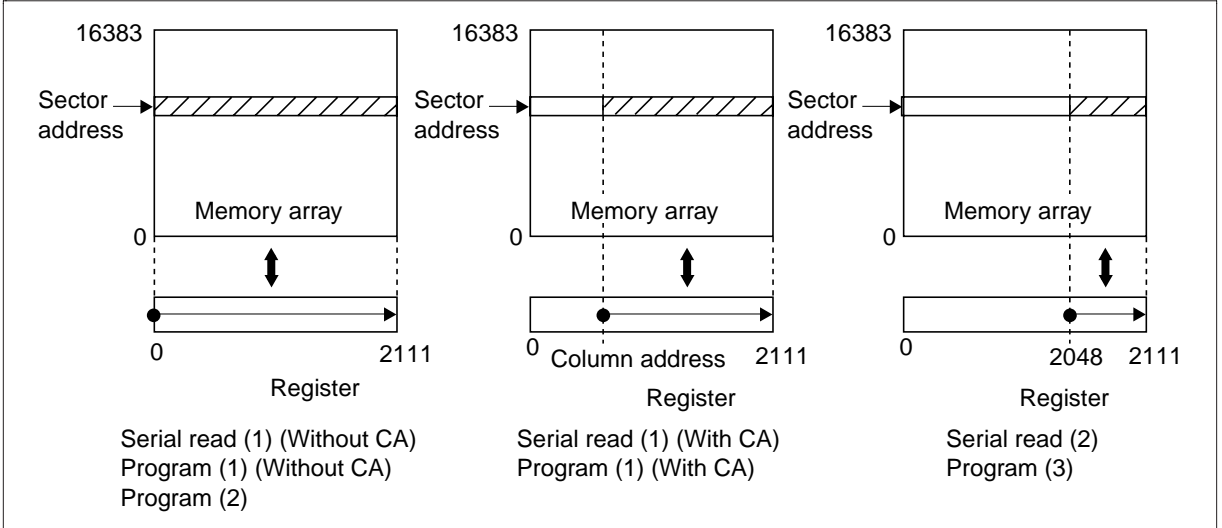 16383
Sector
address
Memory array
0
0
2111
Register
Serial read (1) (Without CA)
Program (1) (Without CA)
Program (2)
16383
Sector
address
Memory array
0
0
Column address
2111
Register
Serial read (1) (With CA)
Program (1) (With CA)
16383
Sector
address
Memory array
0
0
2048
2111
Register
Serial read (2)
Program (3)